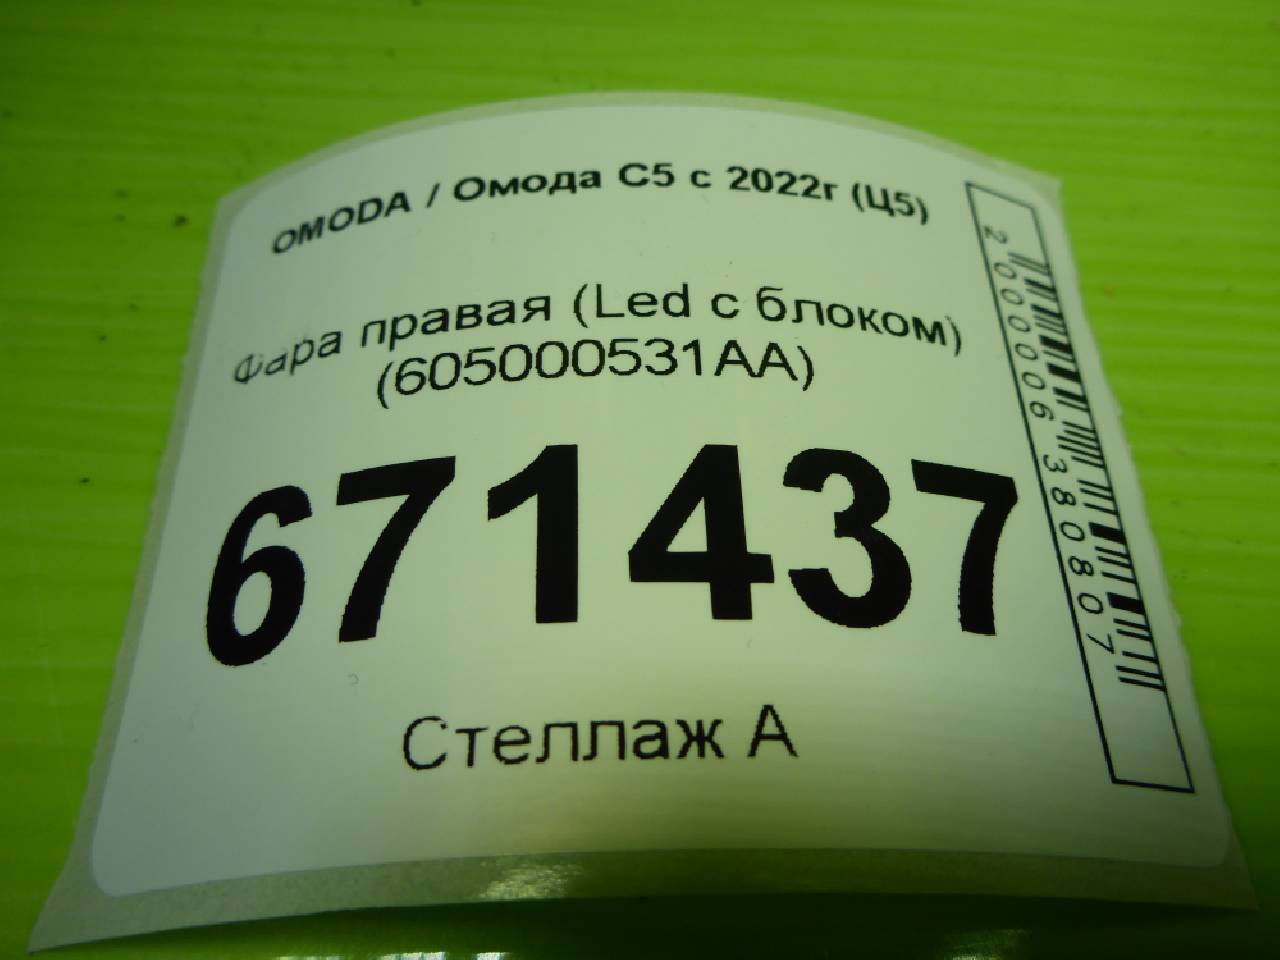 OMODA / Омода С5 с 2022г (Ц5)
Фара правая (Led с блоком)
(605000531AA)
671437
Стеллаж А
2000006380807